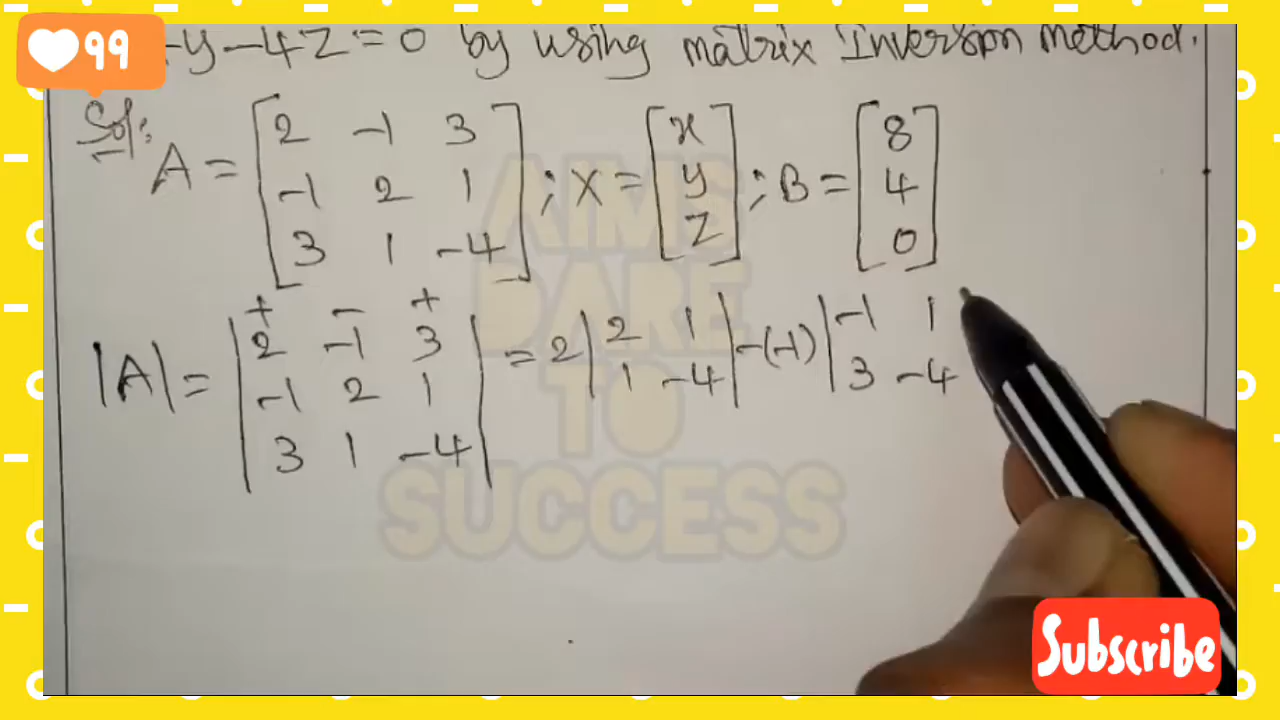 99
-y-4z=0 by using matrix Inversion method.
Sol:
A = [2 -1 3
-1 2 1
3 1 -4] ; X = [x
y
z] ; B = [8
4
0]
+ - +
|A| = |2 -1 3
-1 2 1
3 1 -4| = 2 |2 1
1 -4| -(-1) |-1 1
3 -4
AIMS
DARE
TO
SUCCESS
Subscribe